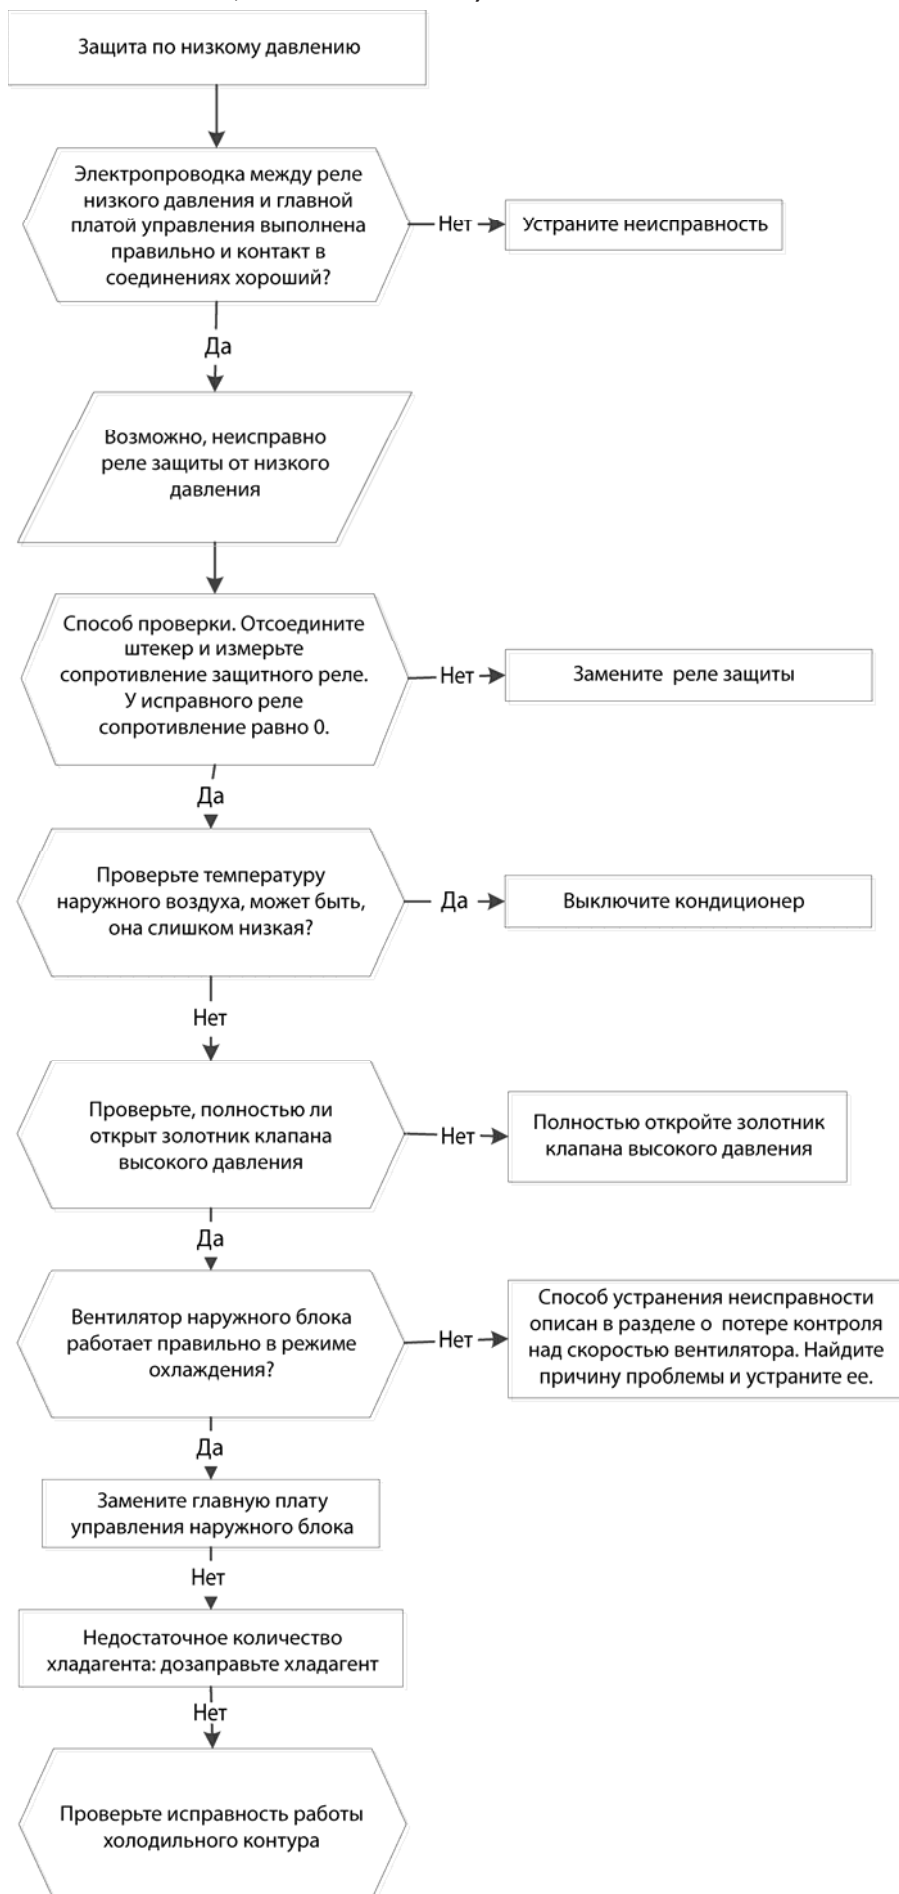 Защита по низкому давлению
Электропроводка между реле
низкого давления и главной
платой управления выполнена
правильно и контакт в
соединениях хороший?
Нет
Устраните неисправность
Да
Возможно, неисправно
реле защиты от низкого
давления
Способ проверки. Отсоедините
штекер и измерьте
сопротивление защитного реле.
У исправного реле
сопротивление равно 0.
Нет
Замените реле защиты
Да
Проверьте температуру
наружного воздуха, может быть,
она слишком низкая?
Да
Выключите кондиционер
Нет
Проверьте, полностью ли
открыт золотник клапана
высокого давления
Нет
Полностью откройте золотник
клапана высокого давления
Да
Вентилятор наружного блока
работает правильно в режиме
охлаждения?
Нет
Способ устранения неисправности
описан в разделе о потере контроля
над скоростью вентилятора. Найдите
причину проблемы и устраните ее.
Да
Замените главную плату
управления наружного блока
Нет
Недостаточное количество
хладагента: дозаправьте хладагент
Нет
Проверьте исправность работы
холодильного контура